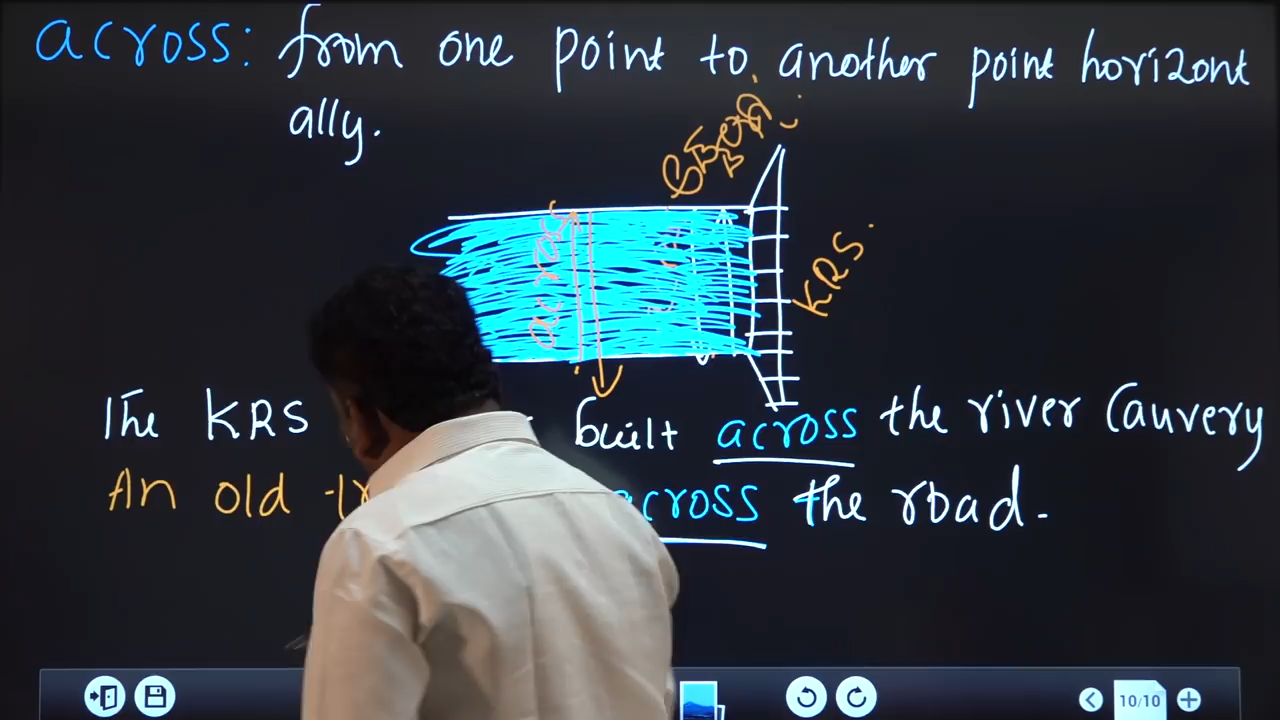 across: from one point to another point horizont
ally.
across
KRS.
The KRS built across the river Cauvery
An old across the road.
10/10